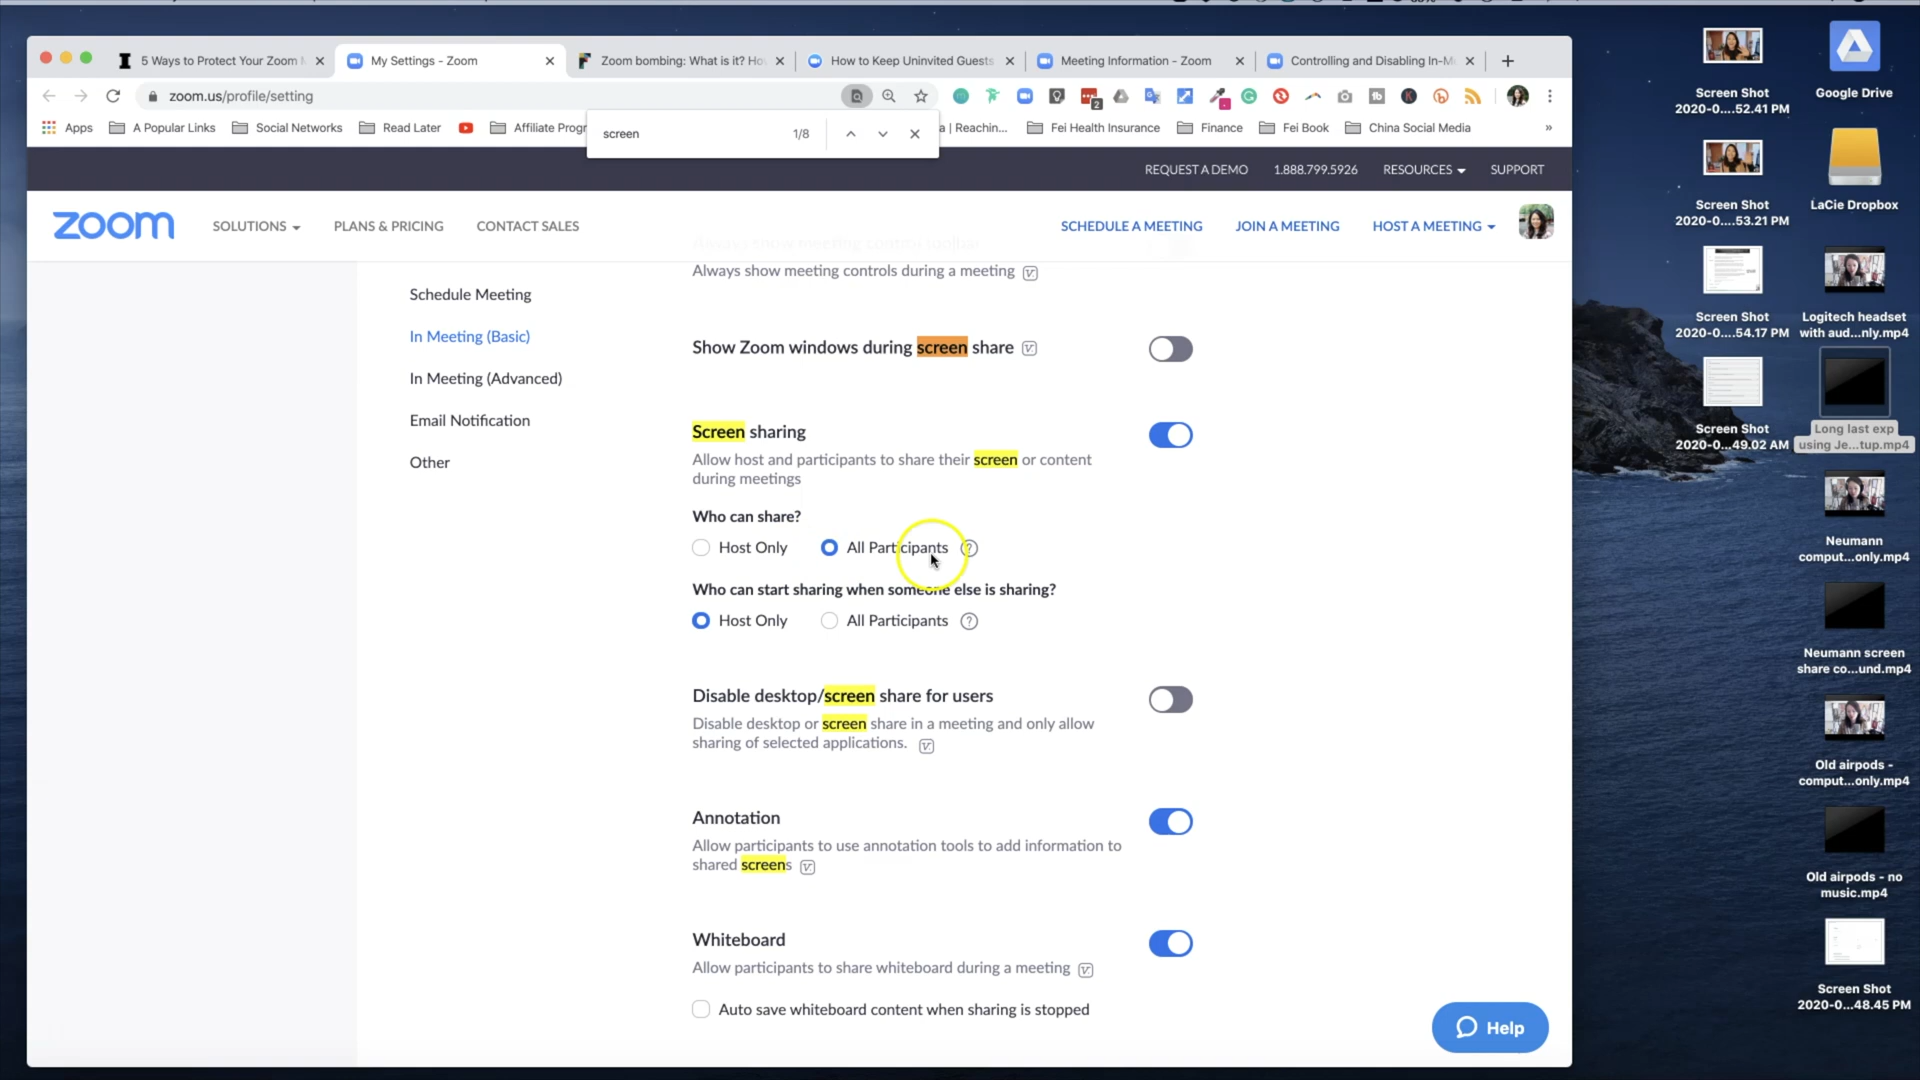 5 Ways to Protect Your Zoom
My Settings - Zoom
Zoom bombing: What is it? Ho
How to Keep Uninvited Guests
Meeting Information - Zoom
Controlling and Disabling In-M
zoom.us/profile/setting
2
Apps
A Popular Links
Social Networks
Read Later
Affiliate Progr
a | Reachin...
Fei Health Insurance
Finance
Fei Book
China Social Media
»
screen
1/8
REQUEST A DEMO
1.888.799.5926
RESOURCES
SUPPORT
zoom
SOLUTIONS
PLANS & PRICING
CONTACT SALES
SCHEDULE A MEETING
JOIN A MEETING
HOST A MEETING
Schedule Meeting
In Meeting (Basic)
In Meeting (Advanced)
Email Notification
Other
Always show meeting control toolbar
Always show meeting controls during a meeting
Show Zoom windows during screen share
Screen sharing
Allow host and participants to share their screen or content
during meetings
Who can share?
Host Only
All Participants
Who can start sharing when someone else is sharing?
Host Only
All Participants
Disable desktop/screen share for users
Disable desktop or screen share in a meeting and only allow
sharing of selected applications.
Annotation
Allow participants to use annotation tools to add information to
shared screens
Whiteboard
Allow participants to share whiteboard during a meeting
Auto save whiteboard content when sharing is stopped
Help
Screen Shot
2020-0....52.41 PM
Google Drive
Screen Shot
2020-0....53.21 PM
LaCie Dropbox
Screen Shot
2020-0....54.17 PM
Logitech headset
with aud...nly.mp4
Screen Shot
2020-0...49.02 AM
Long last exp
using Je...tup.mp4
Neumann
comput...only.mp4
Neumann screen
share co...und.mp4
Old airpods -
comput...only.mp4
Old airpods - no
music.mp4
Screen Shot
2020-0...48.45 PM